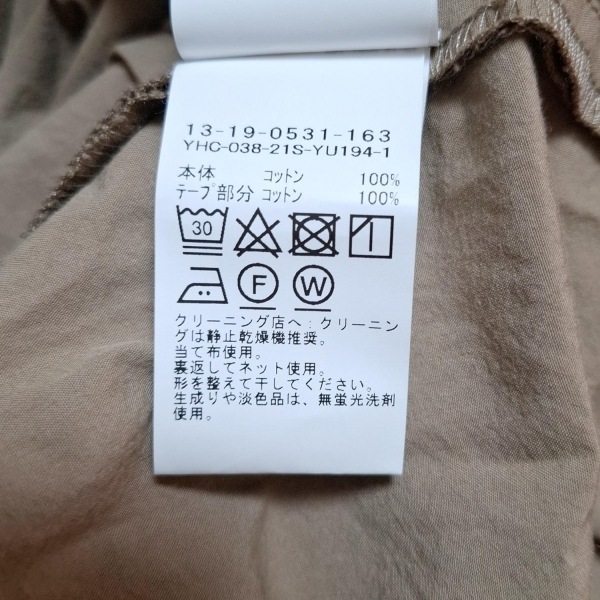 13-19-0531-163
YHC-038-21S-YU194-1
本体 コットン 100%
テープ部分 コットン 100%
30
F W
クリーニング店へ：クリーニン
グは静止乾燥機推奨。
当て布使用。
裏返してネット使用。
形を整えて干してください。
生成りや淡色品は、無蛍光洗剤
使用。